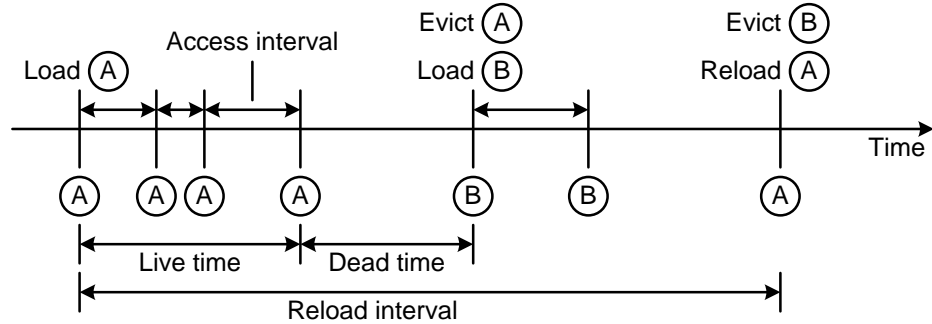 Evict A
Evict B
Access interval
Load A
Load B
Reload A
Time
A A A A B B A
Live time
Dead time
Reload interval